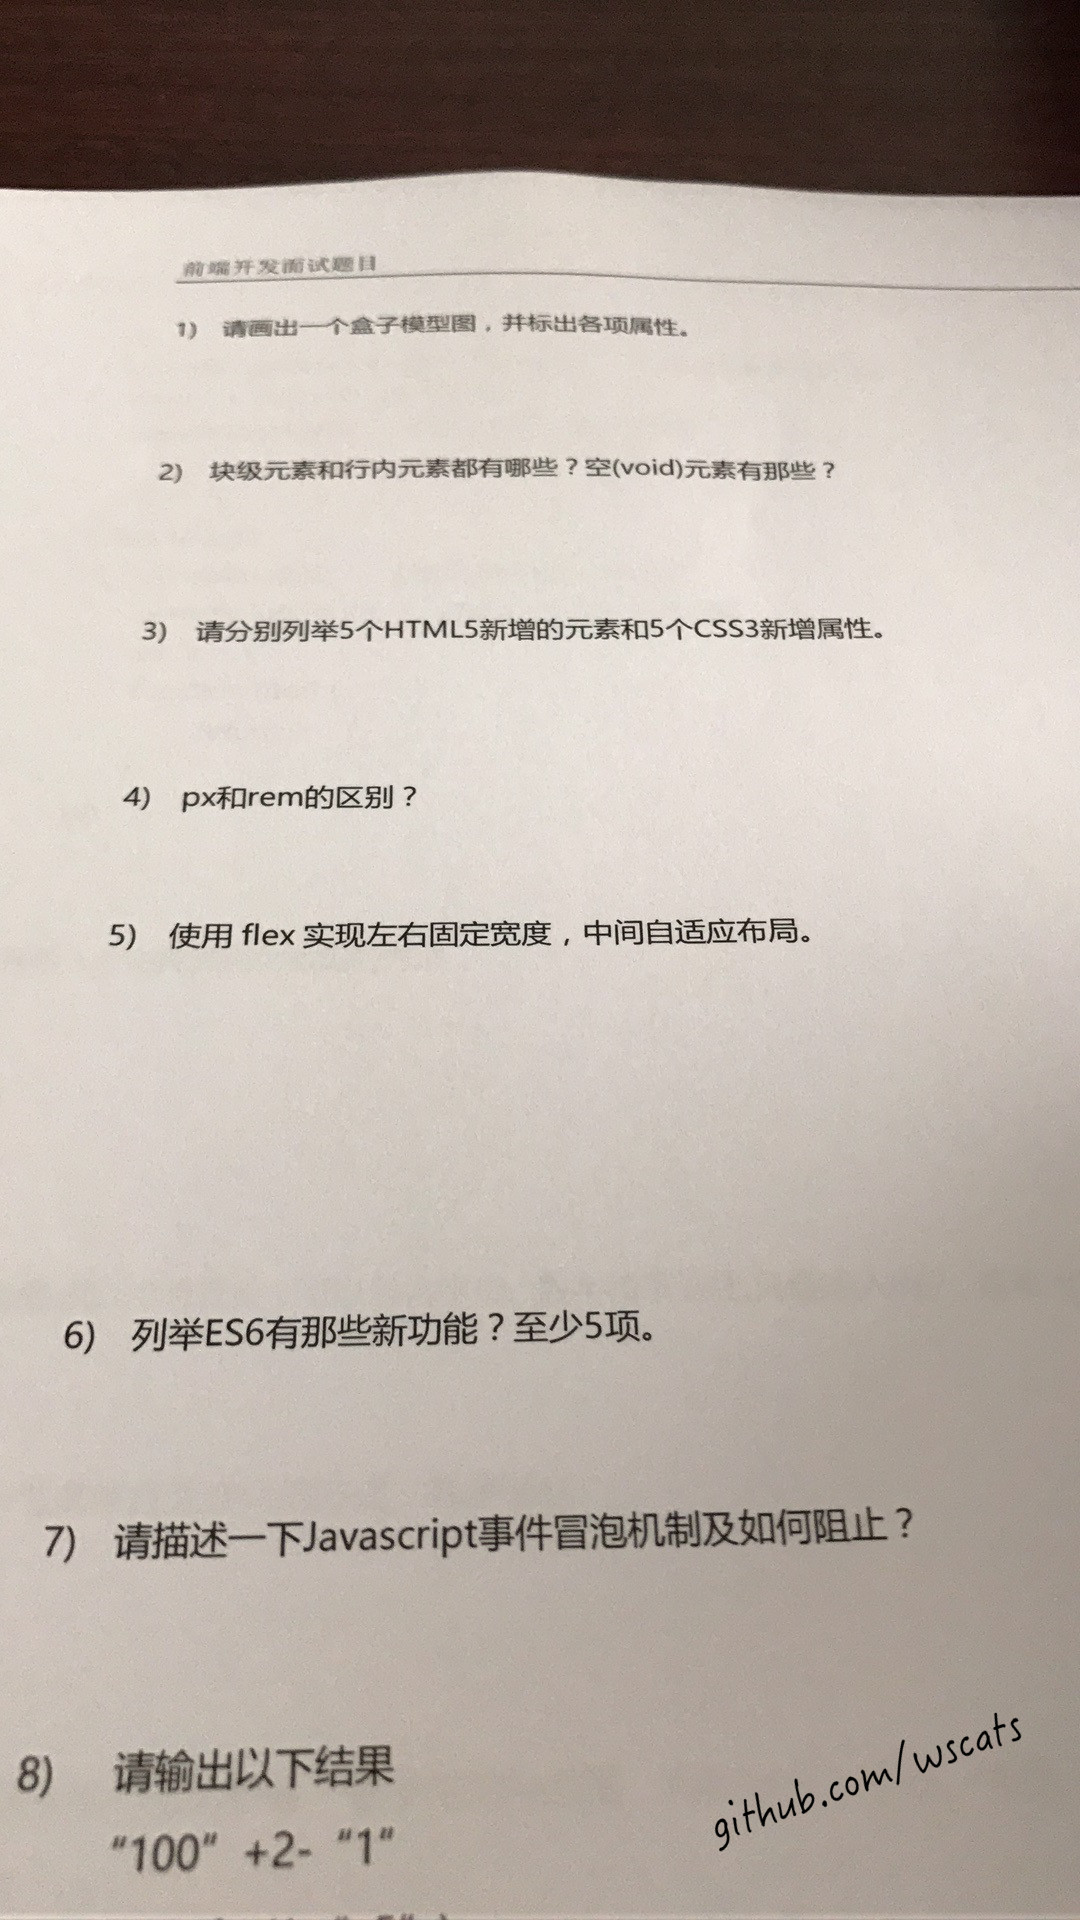 前端开发面试题目
1) 请画出一个盒子模型图，并标出各项属性。
2) 块级元素和行内元素都有哪些？空(void)元素有那些？
3) 请分别列举5个HTML5新增的元素和5个CSS3新增属性。
4) px和rem的区别？
5) 使用 flex 实现左右固定宽度，中间自适应布局。
6) 列举ES6有那些新功能？至少5项。
7) 请描述一下Javascript事件冒泡机制及如何阻止？
8) 请输出以下结果
“100” +2- “1”
github.com/wscats